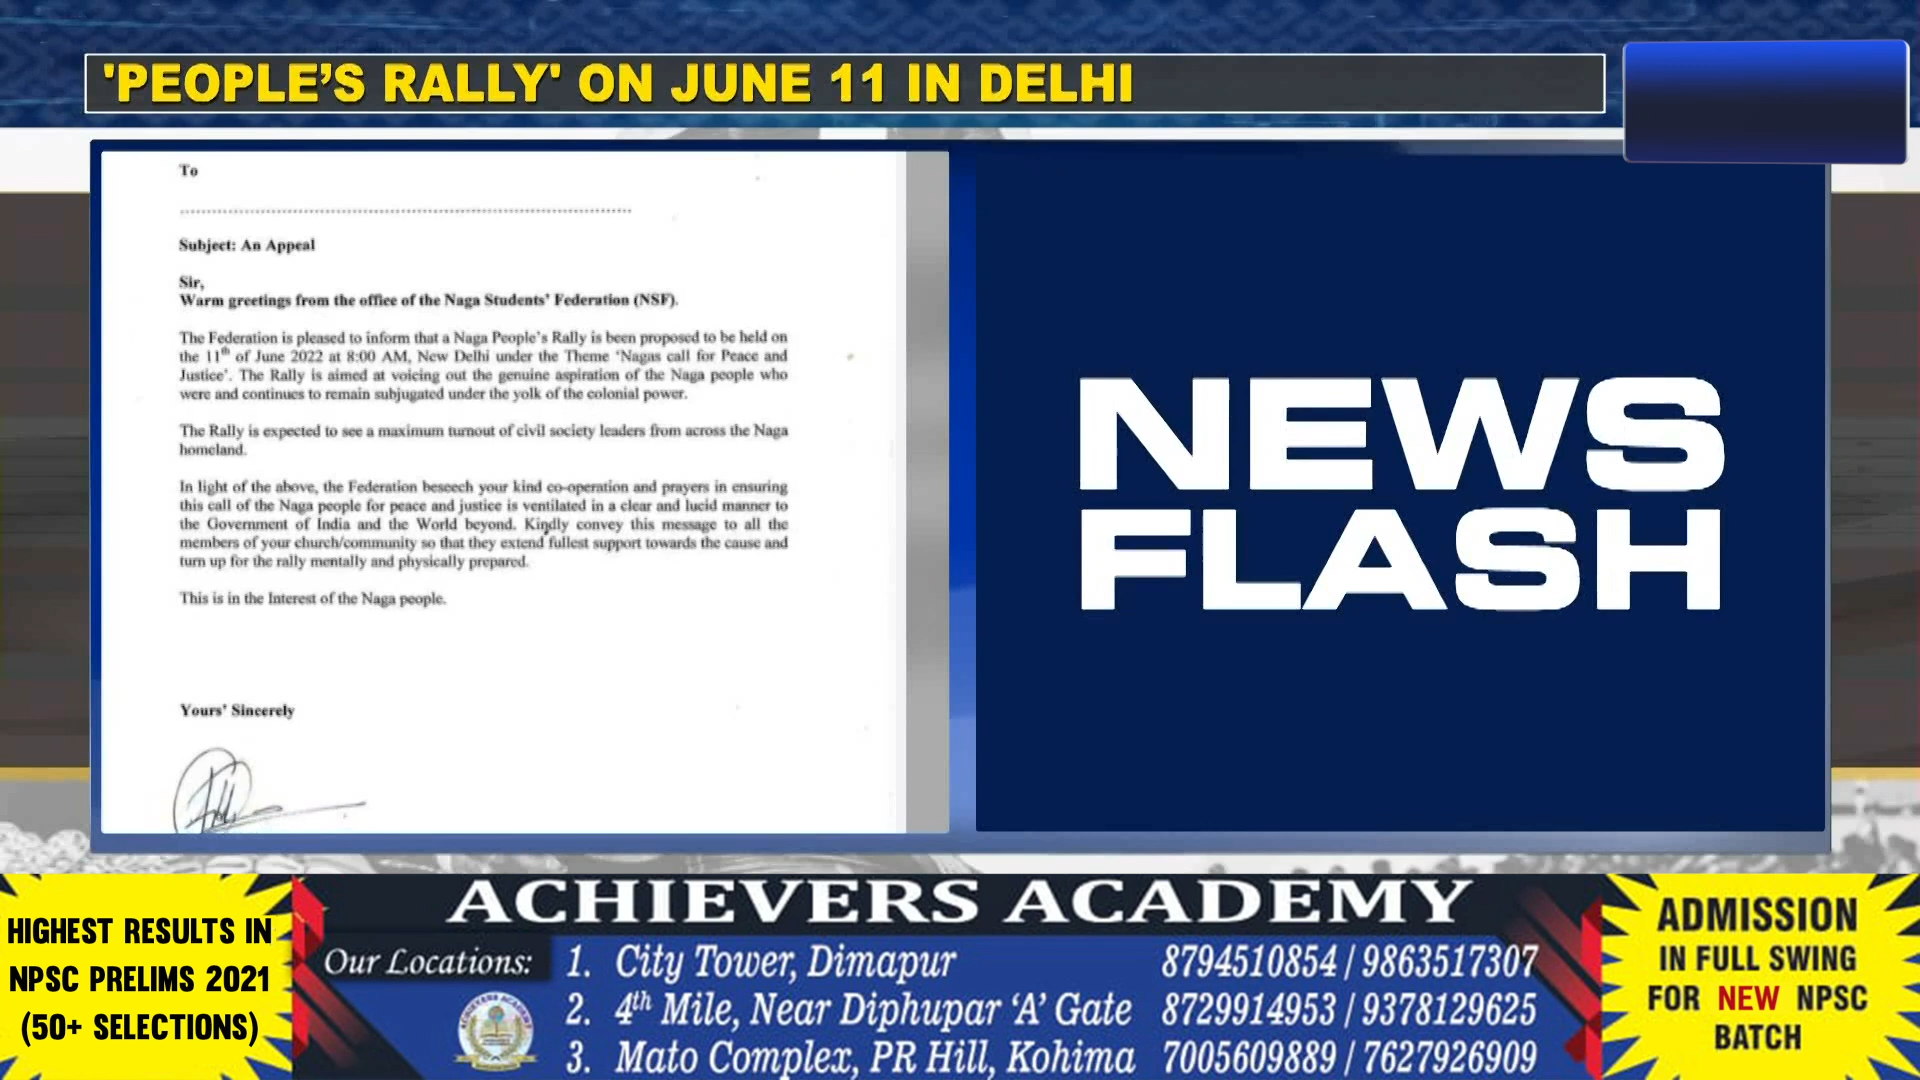 'PEOPLE’S RALLY' ON JUNE 11 IN DELHI
To
Subject: An Appeal
Sir,
Warm greetings from the office of the Naga Students’ Federation (NSF).
The Federation is pleased to inform that a Naga People’s Rally is been proposed to be held on
the 11th of June 2022 at 8:00 AM, New Delhi under the Theme ‘Nagas call for Peace and
Justice’. The Rally is aimed at voicing out the genuine aspiration of the Naga people who
were and continues to remain subjugated under the yolk of the colonial power.
The Rally is expected to see a maximum turnout of civil society leaders from across the Naga
homeland.
In light of the above, the Federation beseech your kind co-operation and prayers in ensuring
this call of the Naga people for peace and justice is ventilated in a clear and lucid manner to
the Government of India and the World beyond. Kindly convey this message to all the
members of your church/community so that they extend fullest support towards the cause and
turn up for the rally mentally and physically prepared.
This is in the Interest of the Naga people.
Yours’ Sincerely
NEWS
FLASH
HIGHEST RESULTS IN
NPSC PRELIMS 2021
(50+ SELECTIONS)
ACHIEVERS ACADEMY
Our Locations:
1. City Tower, Dimapur 8794510854 / 9863517307
2. 4th Mile, Near Diphupar ‘A’ Gate 8729914953 / 9378129625
3. Mato Complex, PR Hill, Kohima 7005609889 / 7627926909
ADMISSION
IN FULL SWING
FOR NEW NPSC
BATCH